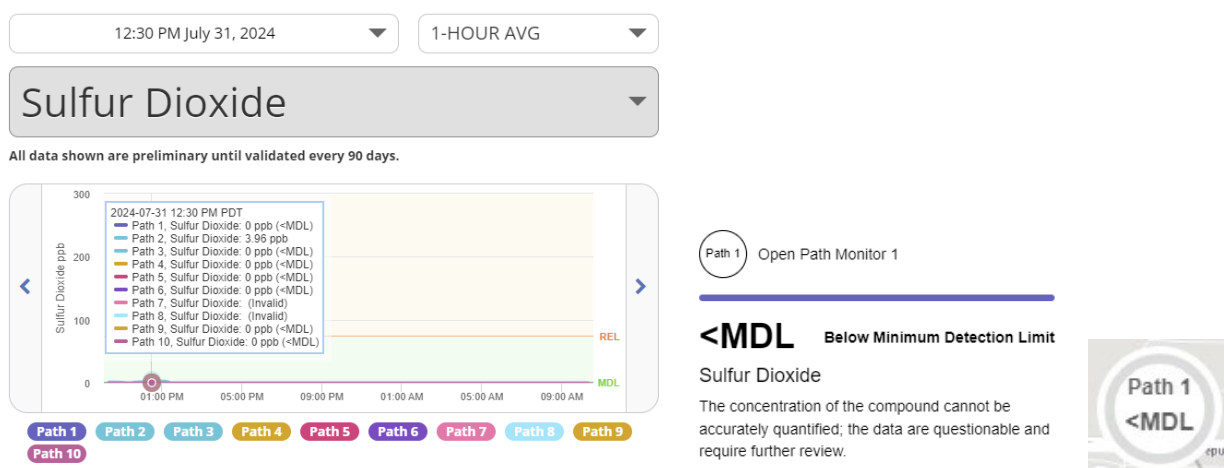 12:30 PM July 31, 2024
1-HOUR AVG
Sulfur Dioxide
All data shown are preliminary until validated every 90 days.
Sulfur Dioxide ppb
300
200
100
0
2024-07-31 12:30 PM PDT
Path 1, Sulfur Dioxide: 0 ppb (<MDL)
Path 2, Sulfur Dioxide: 3.96 ppb
Path 3, Sulfur Dioxide: 0 ppb (<MDL)
Path 4, Sulfur Dioxide: 0 ppb (<MDL)
Path 5, Sulfur Dioxide: 0 ppb (<MDL)
Path 6, Sulfur Dioxide: 0 ppb (<MDL)
Path 7, Sulfur Dioxide: (Invalid)
Path 8, Sulfur Dioxide: (Invalid)
Path 9, Sulfur Dioxide: 0 ppb (<MDL)
Path 10, Sulfur Dioxide: 0 ppb (<MDL)
REL
MDL
01:00 PM 05:00 PM 09:00 PM 01:00 AM 05:00 AM 09:00 AM
Path 1 Path 2 Path 3 Path 4 Path 5 Path 6 Path 7 Path 8 Path 9
Path 10
Path 1 Open Path Monitor 1
<MDL Below Minimum Detection Limit
Sulfur Dioxide
The concentration of the compound cannot be
accurately quantified; the data are questionable and
require further review.
Path 1
<MDL